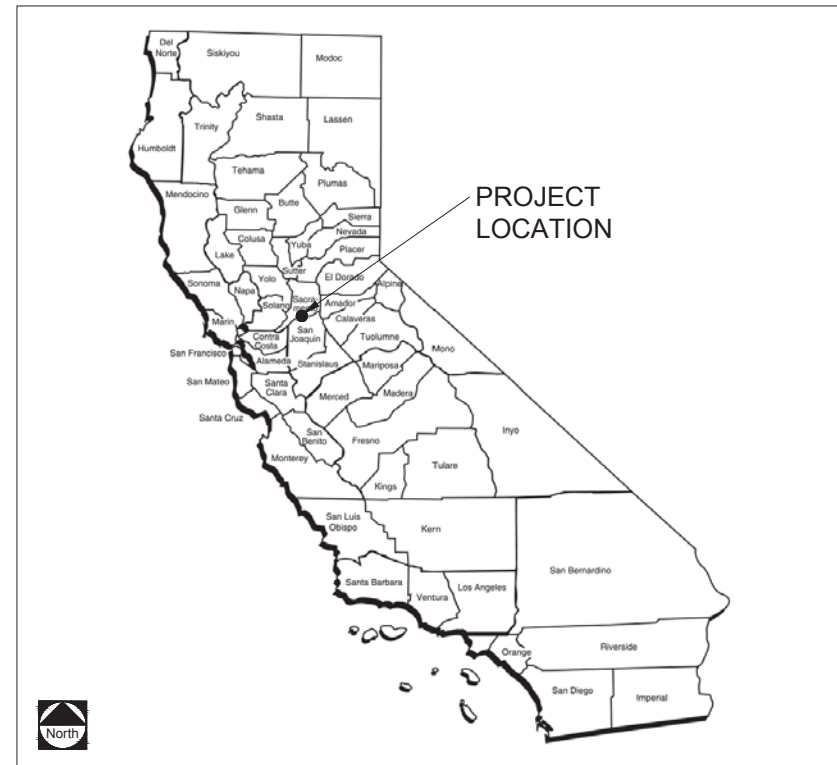 Del
Norte
Siskiyou
Modoc
Trinity
Shasta
Lassen
Humboldt
Tehama
Plumas
Mendocino
Butte
Glenn
Sierra
PROJECT
LOCATION
Nevada
Colusa
Yuba
Placer
Lake
Sutter
El Dorado
Sonoma
Napa
Yolo
Alpine
Solano
Sacra
men
Amador
Calaveras
Marin
San
Joaquin
Contra
Costa
Tuolumne
Mono
San Francisco
Alameda
Stanislaus
Mariposa
San Mateo
Santa
Clara
Merced
Madera
Santa Cruz
San
Benito
Fresno
Inyo
Monterey
Tulare
Kings
San Luis
Obispo
Kern
San Bernardino
Santa Barbara
Ventura
Los Angeles
Orange
Riverside
San Diego
Imperial
North